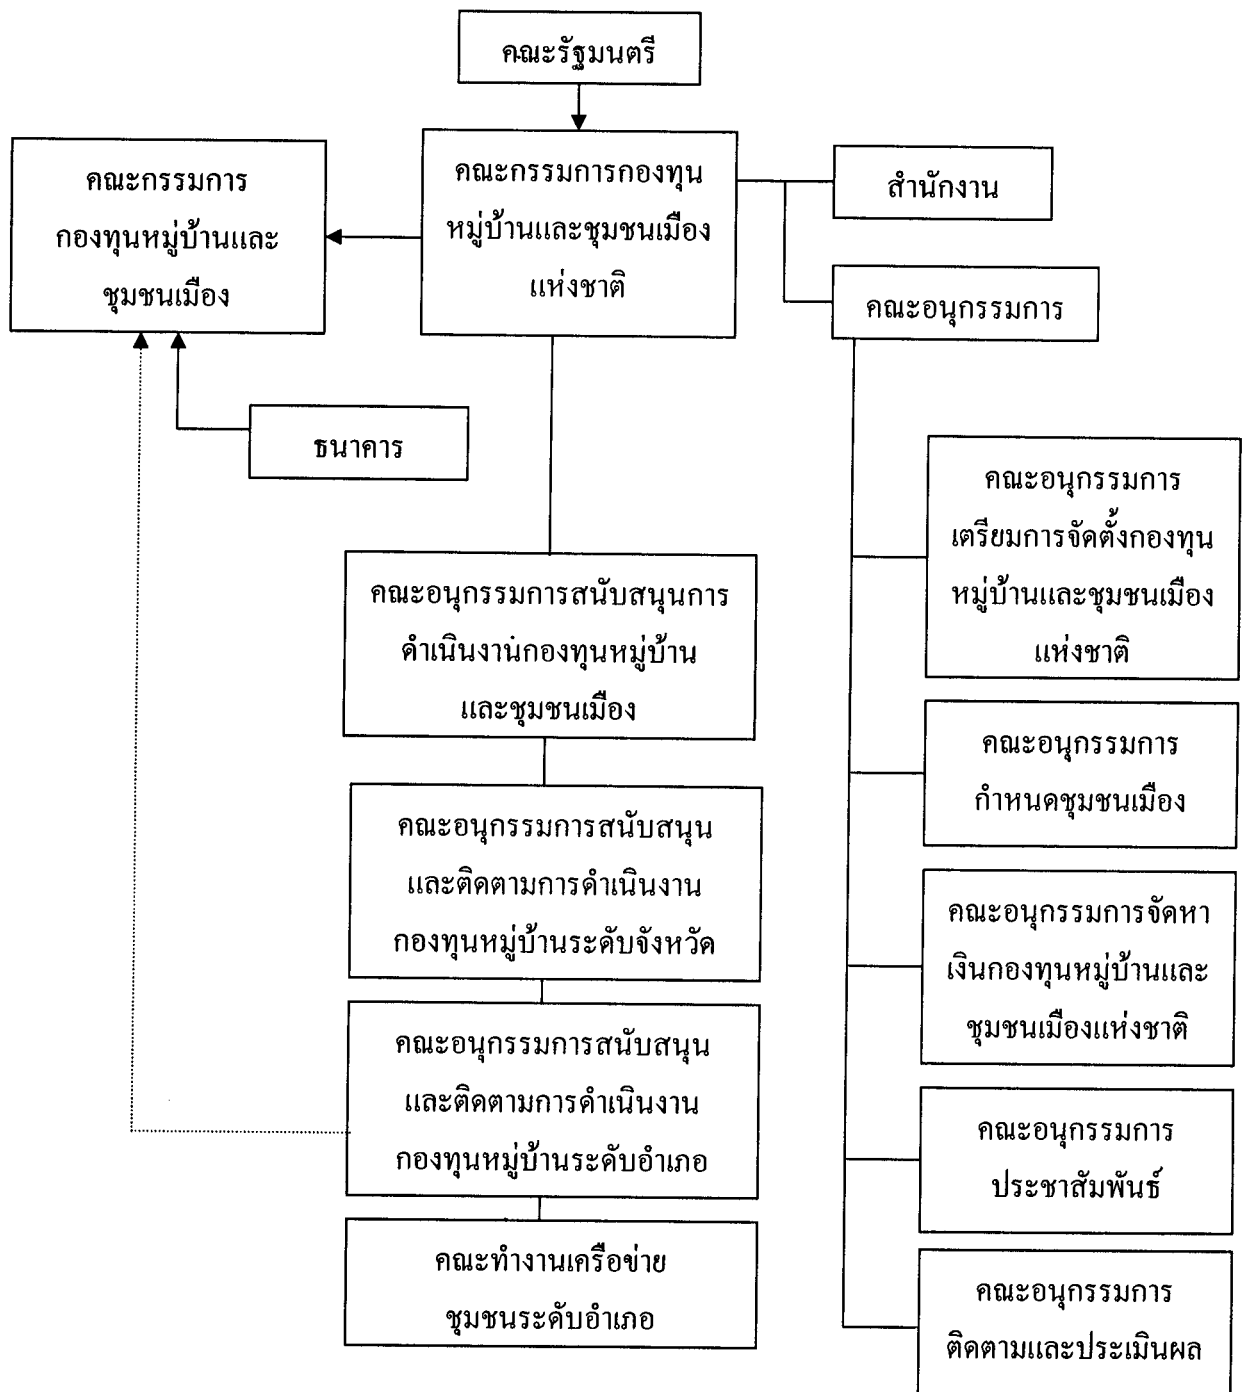 คณะรัฐมนตรี
คณะกรรมการ
กองทุนหมู่บ้านและ
ชุมชนเมือง
คณะกรรมการกองทุน
หมู่บ้านและชุมชนเมือง
แห่งชาติ
สำนักงาน
คณะอนุกรรมการ
ธนาคาร
คณะอนุกรรมการสนับสนุนการ
ดำเนินงานกองทุนหมู่บ้าน
และชุมชนเมือง
คณะอนุกรรมการสนับสนุน
และติดตามการดำเนินงาน
กองทุนหมู่บ้านระดับจังหวัด
คณะอนุกรรมการสนับสนุน
และติดตามการดำเนินงาน
กองทุนหมู่บ้านระดับอำเภอ
คณะทำงานเครือข่าย
ชุมชนระดับอำเภอ
คณะอนุกรรมการ
เตรียมการจัดตั้งกองทุน
หมู่บ้านและชุมชนเมือง
แห่งชาติ
คณะอนุกรรมการ
กำหนดชุมชนเมือง
คณะอนุกรรมการจัดหา
เงินกองทุนหมู่บ้านและ
ชุมชนเมืองแห่งชาติ
คณะอนุกรรมการ
ประชาสัมพันธ์
คณะอนุกรรมการ
ติดตามและประเมินผล